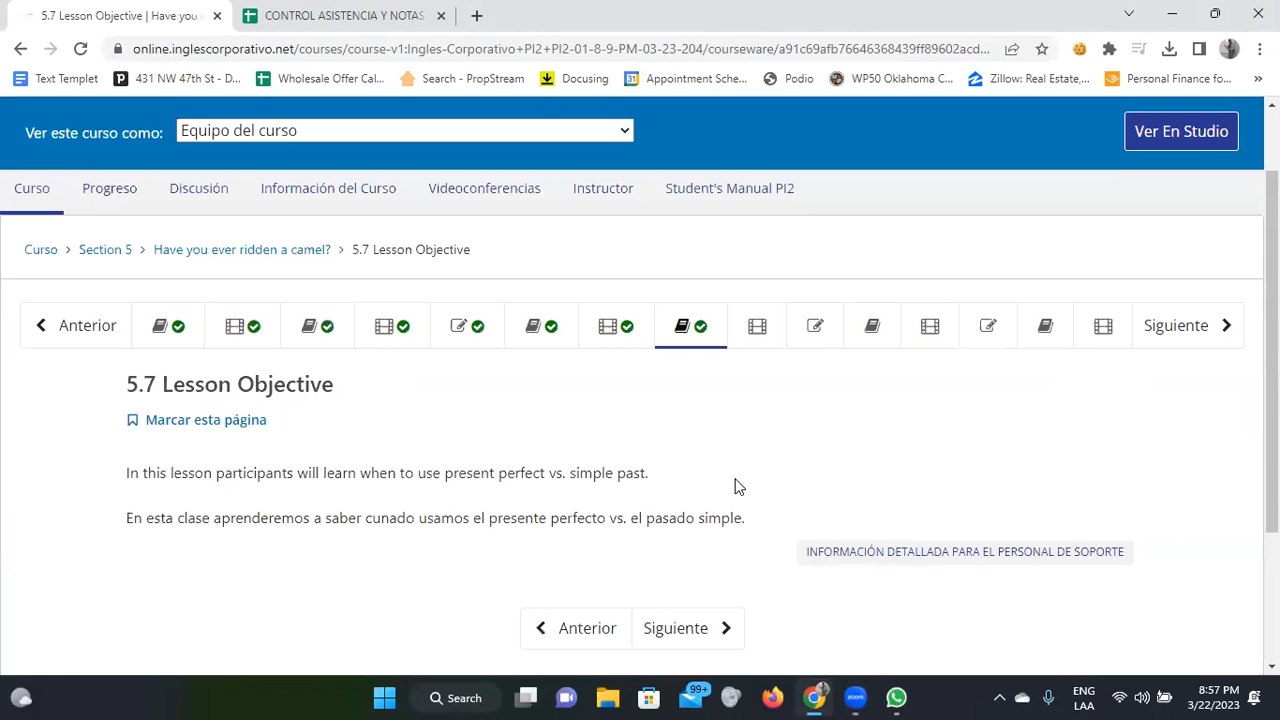 5.7 Lesson Objective | Have you
CONTROL ASISTENCIA Y NOTAS
online.inglescorporativo.net/courses/course-v1:Ingles-Corporativo+PI2+PI2-01-8-9-PM-03-23-204/courseware/a91c69afb76646368439ff89602acd...
Text Templet
431 NW 47th St - D...
Wholesale Offer Cal...
Search - PropStream
Docusing
Appointment Sche...
Podio
WP50 Oklahoma C...
Zillow: Real Estate,...
Personal Finance fo...
Ver este curso como:
Equipo del curso
Ver En Studio
Curso
Progreso
Discusión
Información del Curso
Videoconferencias
Instructor
Student's Manual PI2
Curso > Section 5 > Have you ever ridden a camel? > 5.7 Lesson Objective
Anterior
Siguiente
5.7 Lesson Objective
Marcar esta página
In this lesson participants will learn when to use present perfect vs. simple past.
En esta clase aprenderemos a saber cunado usamos el presente perfecto vs. el pasado simple.
INFORMACIÓN DETALLADA PARA EL PERSONAL DE SOPORTE
Anterior
Siguiente
Search
99+
ENG
LAA
8:57 PM
3/22/2023